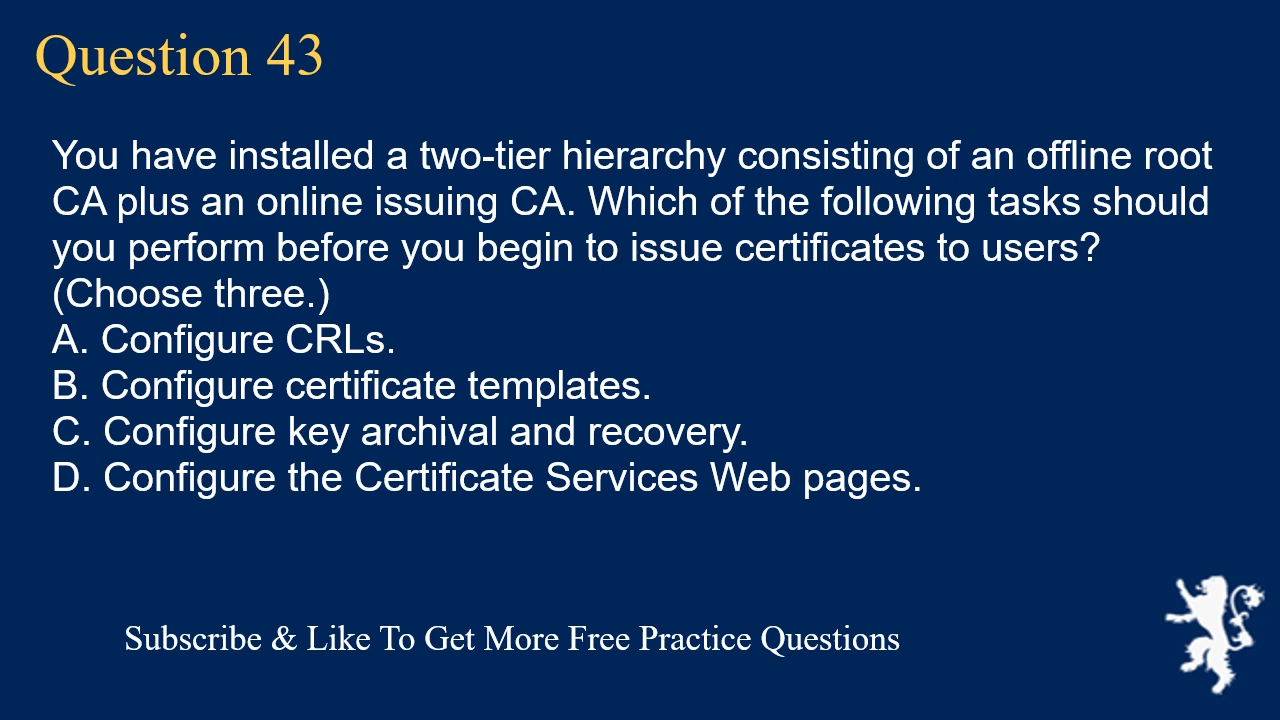 Question 43
You have installed a two-tier hierarchy consisting of an offline root
CA plus an online issuing CA. Which of the following tasks should
you perform before you begin to issue certificates to users?
(Choose three.)
A. Configure CRLs.
B. Configure certificate templates.
C. Configure key archival and recovery.
D. Configure the Certificate Services Web pages.
Subscribe & Like To Get More Free Practice Questions